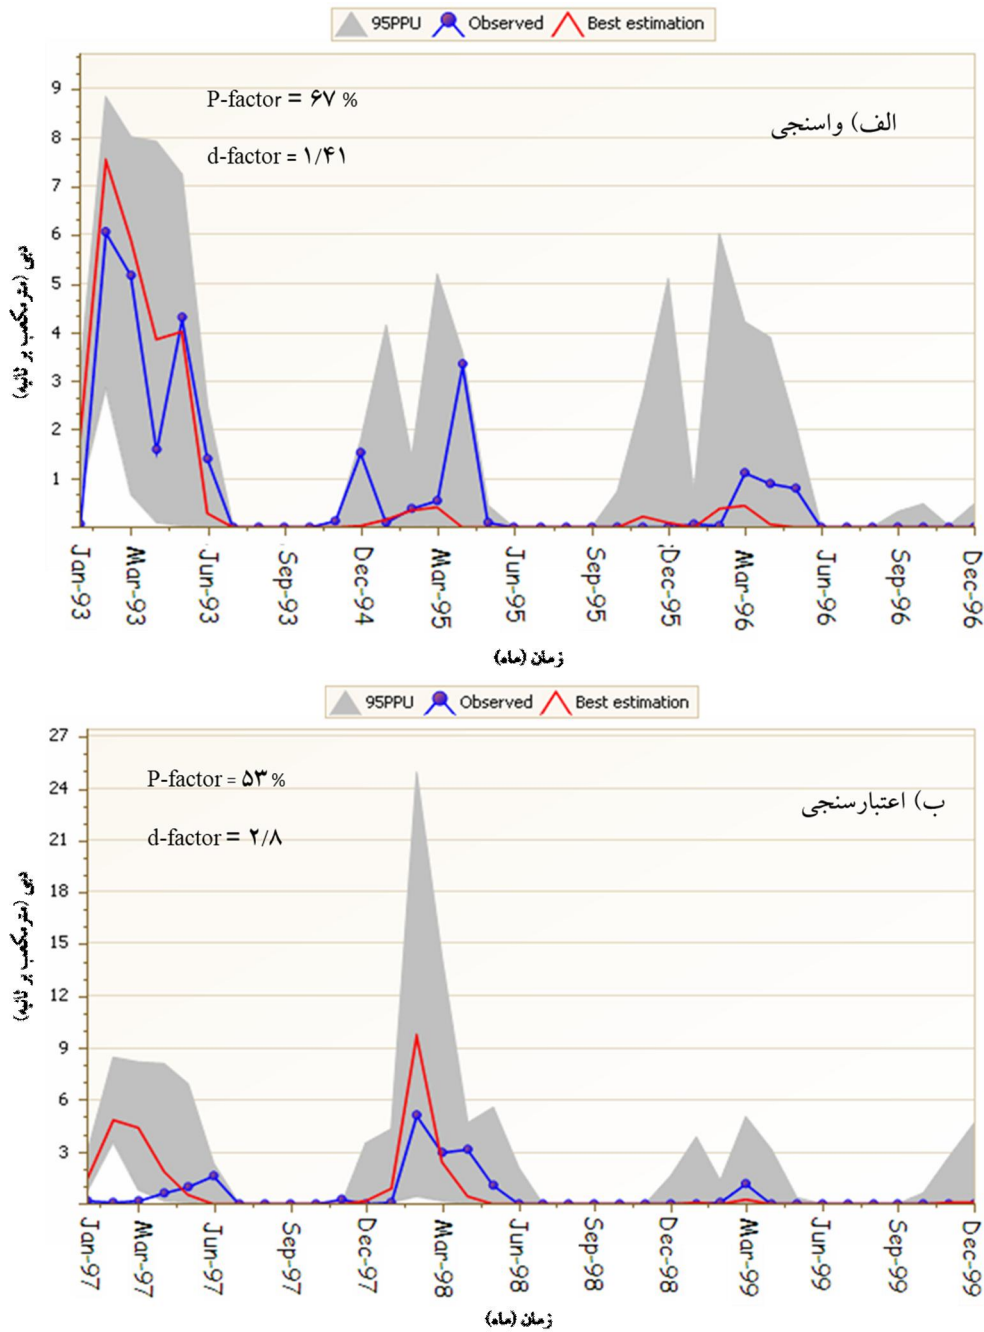 95PPU Observed Best estimation
P-factor = ۶۷ %
الف) واسنجی
d-factor = ۱/۴۱
دبی (متر مکعب بر ثانیه)
9
8
7
6
5
4
3
2
1
Jan-93 Mar-93 Jun-93 Sep-93 Dec-94 Mar-95 Jun-95 Sep-95 Dec-95 Mar-96 Jun-96 Sep-96 Dec-96
زمان (ماه)
95PPU Observed Best estimation
P-factor = ۵۳ %
ب) اعتبارسنجی
d-factor = ۲/۸
دبی (متر مکعب بر ثانیه)
27
24
21
18
15
12
9
6
3
Jan-97 Mar-97 Jun-97 Sep-97 Dec-97 Mar-98 Jun-98 Sep-98 Dec-98 Mar-99 Jun-99 Sep-99 Dec-99
زمان (ماه)